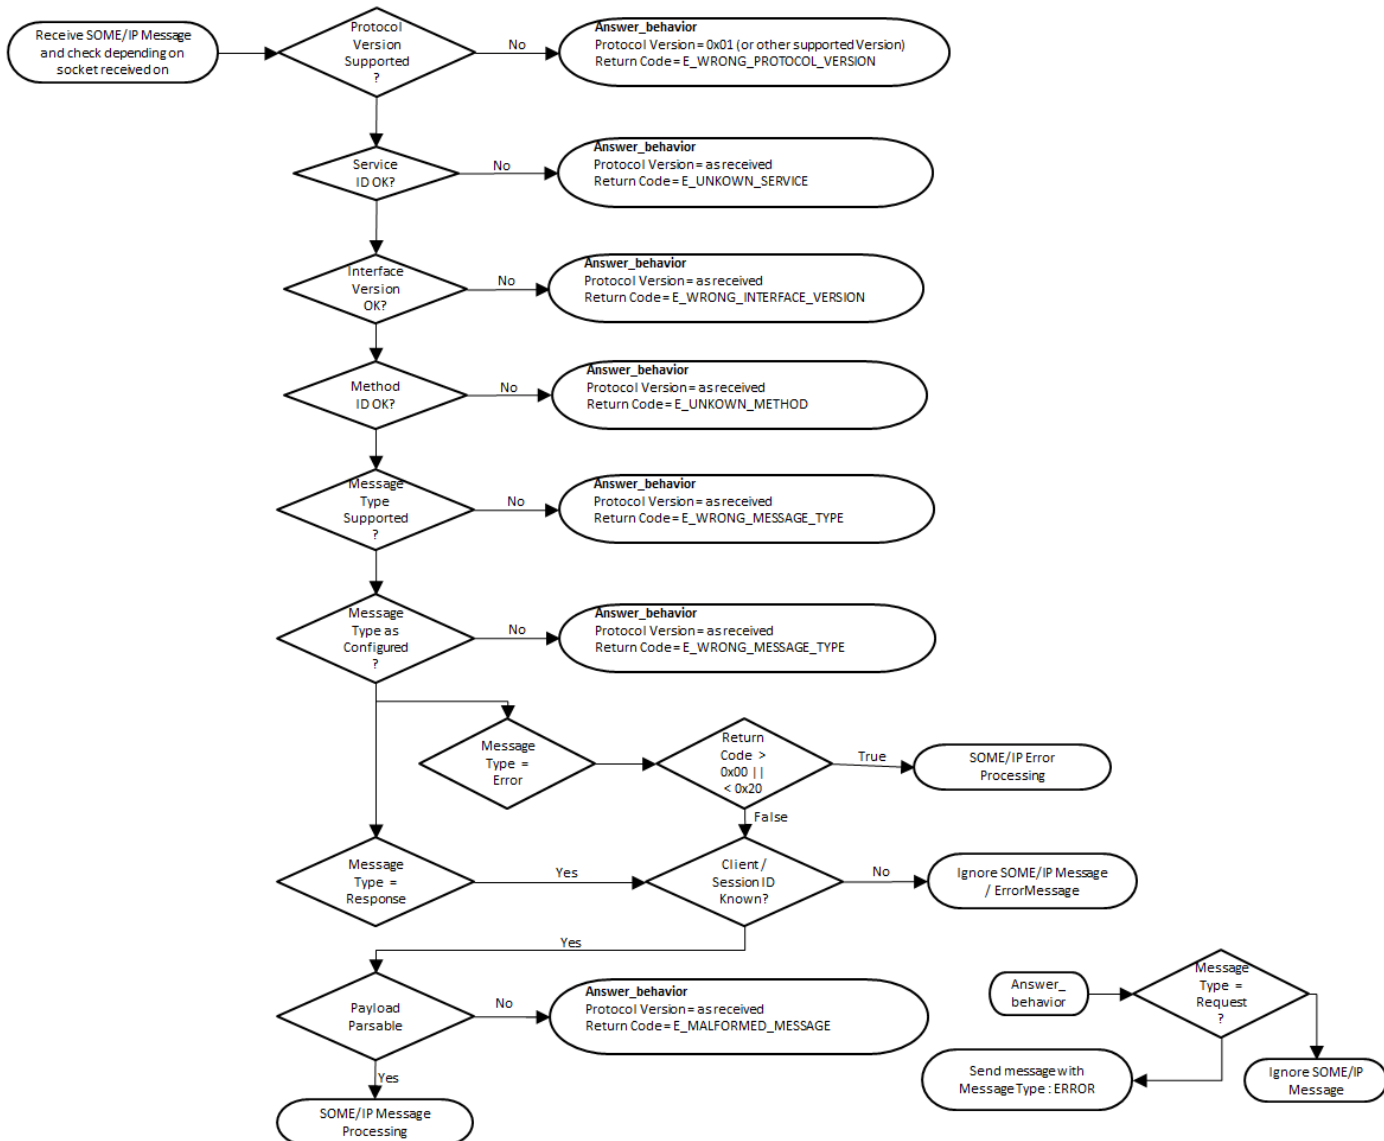 Receive SOME/IP Message
and check depending on
socket received on
Protocol
Version
Supported
?
No
Answer_behavior
Protocol Version = 0x01 (or other supported Version)
Return Code = E_WRONG_PROTOCOL_VERSION
Service
ID OK?
No
Answer_behavior
Protocol Version = as received
Return Code = E_UNKOWN_SERVICE
Interface
Version
OK?
No
Answer_behavior
Protocol Version = as received
Return Code = E_WRONG_INTERFACE_VERSION
Method
ID OK?
No
Answer_behavior
Protocol Version = as received
Return Code = E_UNKOWN_METHOD
Message
Type
Supported
?
No
Answer_behavior
Protocol Version = as received
Return Code = E_WRONG_MESSAGE_TYPE
Message
Type as
Configured
?
No
Answer_behavior
Protocol Version = as received
Return Code = E_WRONG_MESSAGE_TYPE
Message
Type =
Error
Return
Code >
0x00 ||
< 0x20
True
SOME/IP Error
Processing
False
Message
Type =
Response
Yes
Client /
Session ID
Known?
No
Ignore SOME/IP Message
/ ErrorMessage
Yes
Payload
Parsable
No
Answer_behavior
Protocol Version = as received
Return Code = E_MALFORMED_MESSAGE
Yes
SOME/IP Message
Processing
Answer_
behavior
Message
Type =
Request
?
Send message with
Message Type : ERROR
Ignore SOME/IP
Message